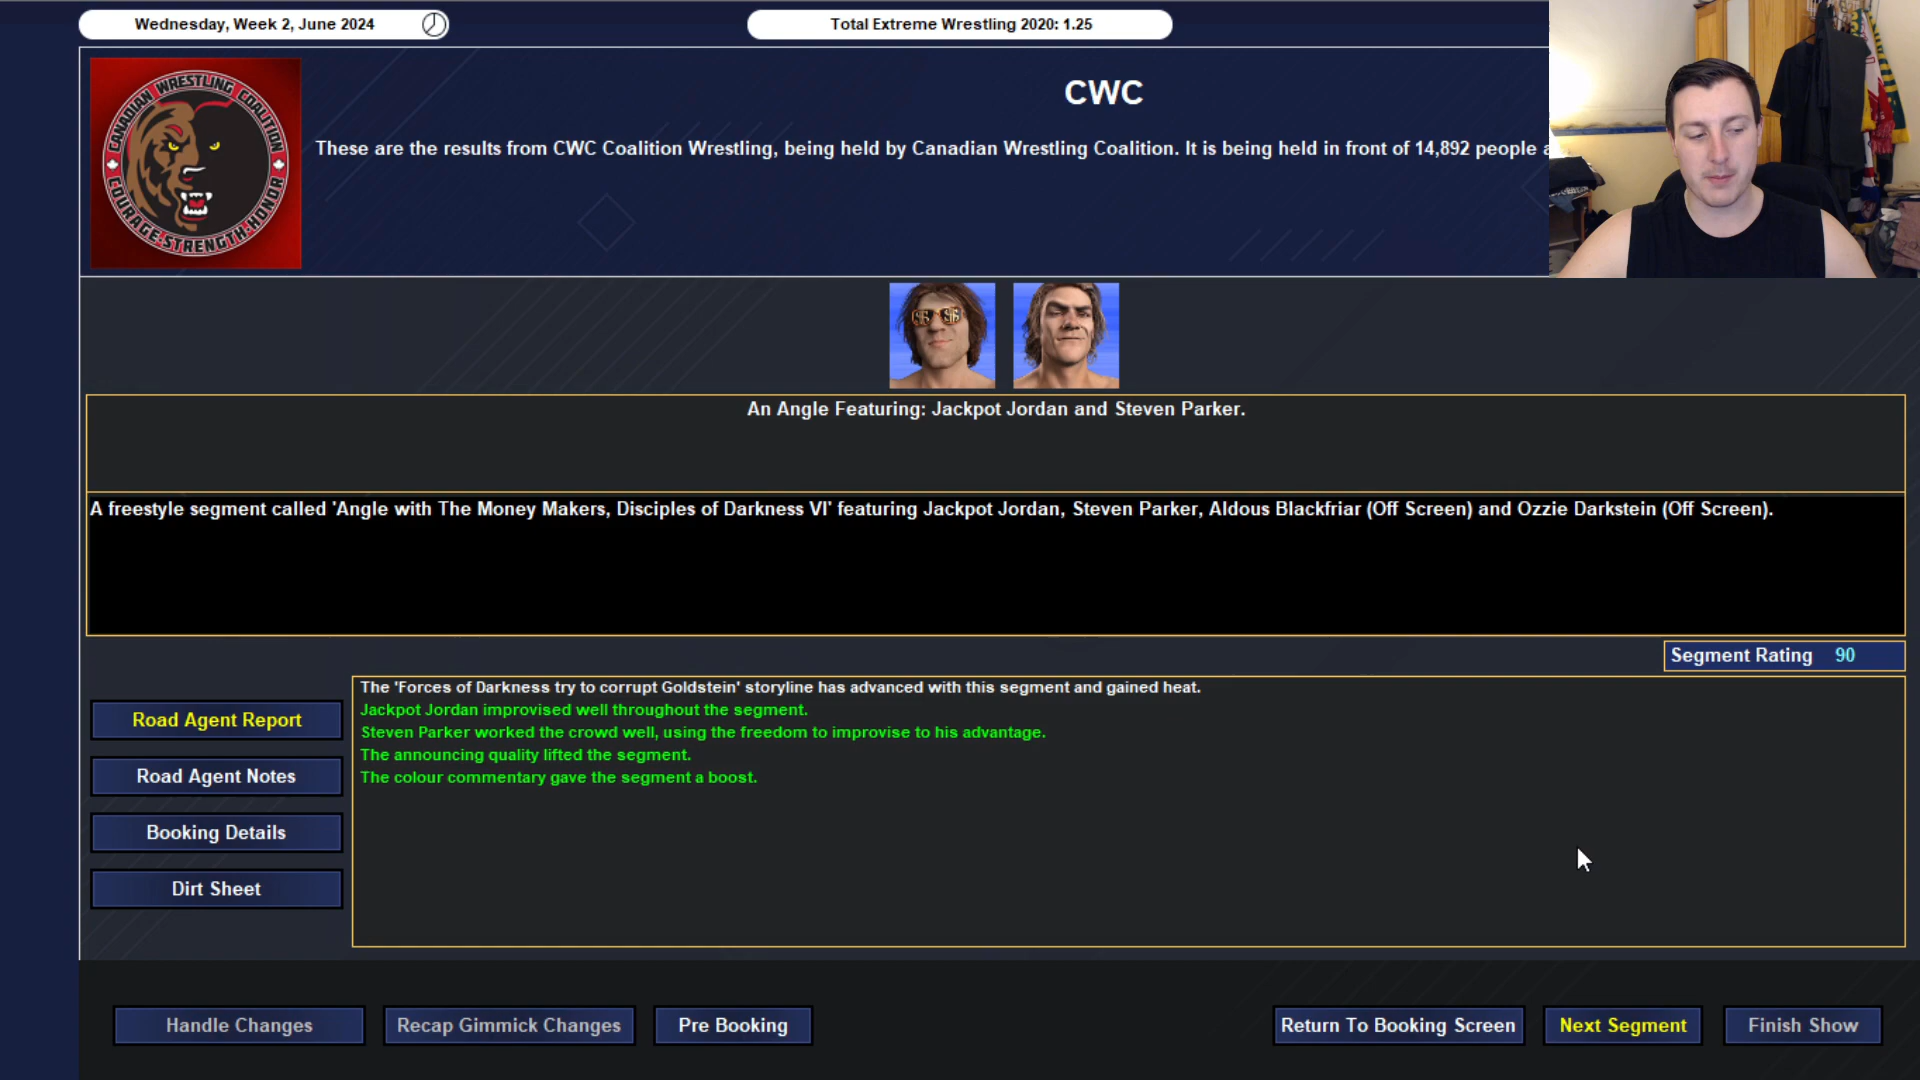 Wednesday, Week 2, June 2024
Total Extreme Wrestling 2020: 1.25
CANADIAN WRESTLING COALITION
COURAGE·STRENGTH·HONOR
CWC
These are the results from CWC Coalition Wrestling, being held by Canadian Wrestling Coalition. It is being held in front of 14,892 people
An Angle Featuring: Jackpot Jordan and Steven Parker.
A freestyle segment called 'Angle with The Money Makers, Disciples of Darkness VI' featuring Jackpot Jordan, Steven Parker, Aldous Blackfriar (Off Screen) and Ozzie Darkstein (Off Screen).
Segment Rating 90
The 'Forces of Darkness try to corrupt Goldstein' storyline has advanced with this segment and gained heat.
Jackpot Jordan improvised well throughout the segment.
Steven Parker worked the crowd well, using the freedom to improvise to his advantage.
The announcing quality lifted the segment.
The colour commentary gave the segment a boost.
Road Agent Report
Road Agent Notes
Booking Details
Dirt Sheet
Handle Changes
Recap Gimmick Changes
Pre Booking
Return To Booking Screen
Next Segment
Finish Show